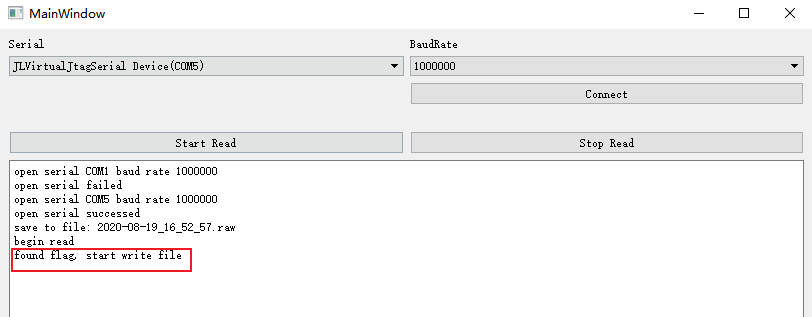 MainWindow
Serial
BaudRate
JLVirtualJtagSerial Device(COM5)
1000000
Connect
Start Read
Stop Read
open serial COM1 baud rate 1000000
open serial failed
open serial COM5 baud rate 1000000
open serial successed
save to file: 2020-08-19_16_52_57.raw
begin read
found flag, start write file